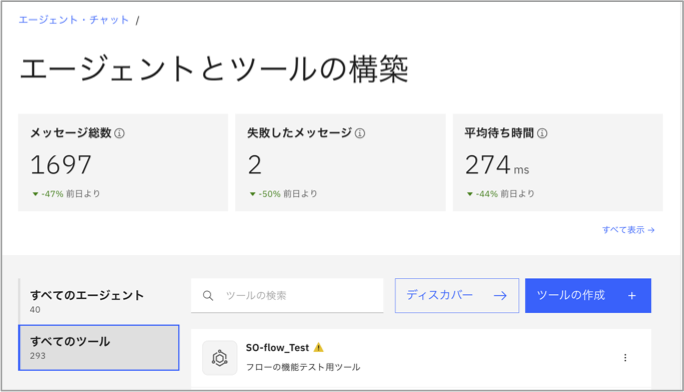 エージェント・チャット /
エージェントとツールの構築
メッセージ総数
1697
-47% 前日より
失敗したメッセージ
2
-50% 前日より
平均待ち時間
274 ms
-44% 前日より
すべて表示 →
すべてのエージェント
40
すべてのツール
293
ツールの検索
ディスカバー →
ツールの作成 +
SO-flow_Test
フローの機能テスト用ツール